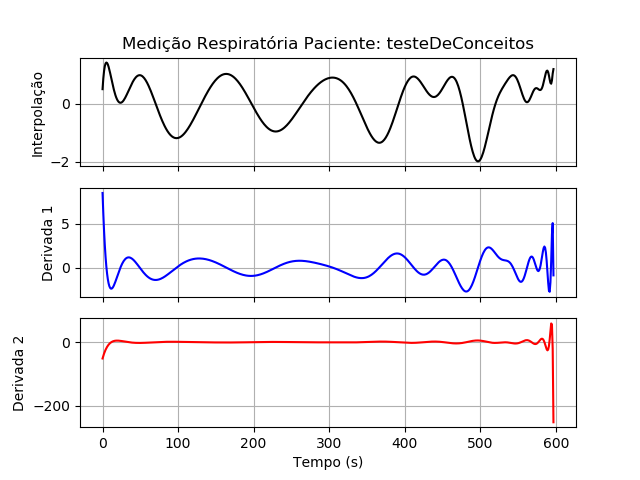 Medição Respiratória Paciente: testeDeConceitos
0
−2
Interpolação
5
0
Derivada 1
0
−200
Derivada 2
0 100 200 300 400 500 600
Tempo (s)